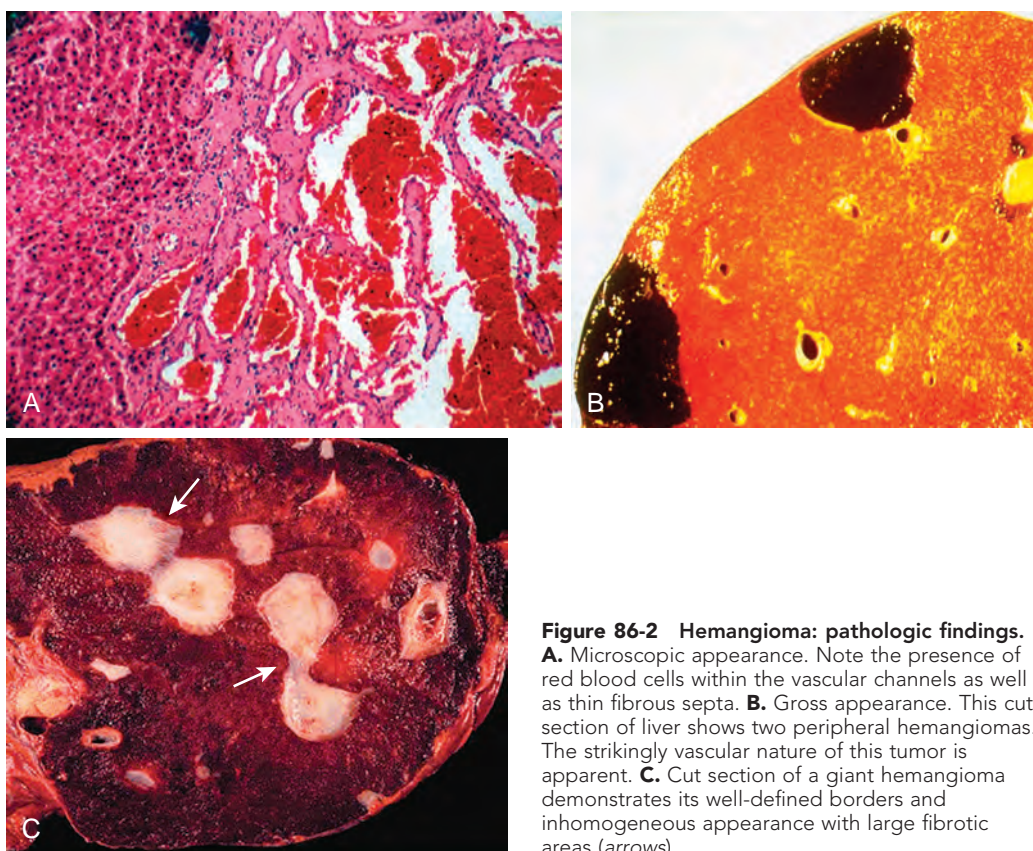 A
B
C
Figure 86-2 Hemangioma: pathologic findings.
A. Microscopic appearance. Note the presence of
red blood cells within the vascular channels as well
as thin fibrous septa. B. Gross appearance. This cut
section of liver shows two peripheral hemangiomas.
The strikingly vascular nature of this tumor is
apparent. C. Cut section of a giant hemangioma
demonstrates its well-defined borders and
inhomogeneous appearance with large fibrotic
areas (arrows)